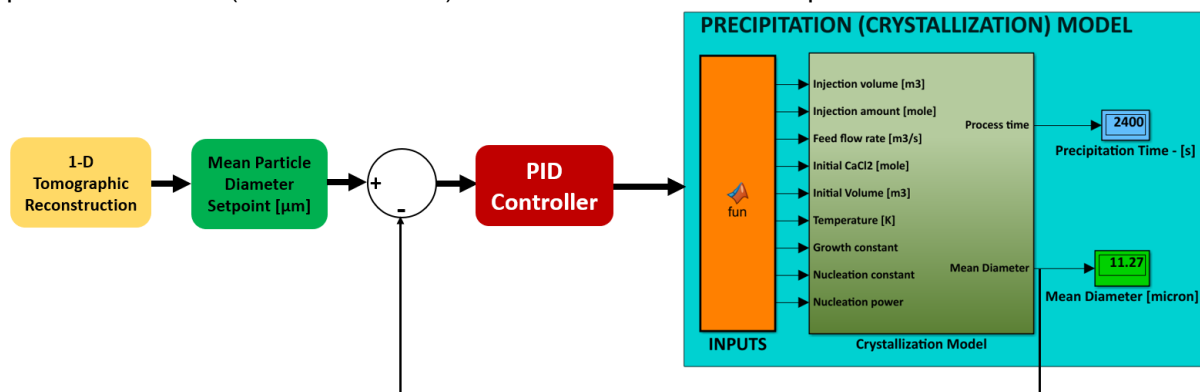 PRECIPITATION (CRYSTALLIZATION) MODEL
1-D
Tomographic
Reconstruction
Mean Particle
Diameter
Setpoint [µm]
+
-
PID
Controller
fun
INPUTS
Injection volume [m3]
Injection amount [mole]
Feed flow rate [m3/s]
Initial CaCl2 [mole]
Initial Volume [m3]
Temperature [K]
Growth constant
Nucleation constant
Nucleation power
Process time
Mean Diameter
Crystallization Model
2400
Precipitation Time - [s]
11.27
Mean Diameter [micron]